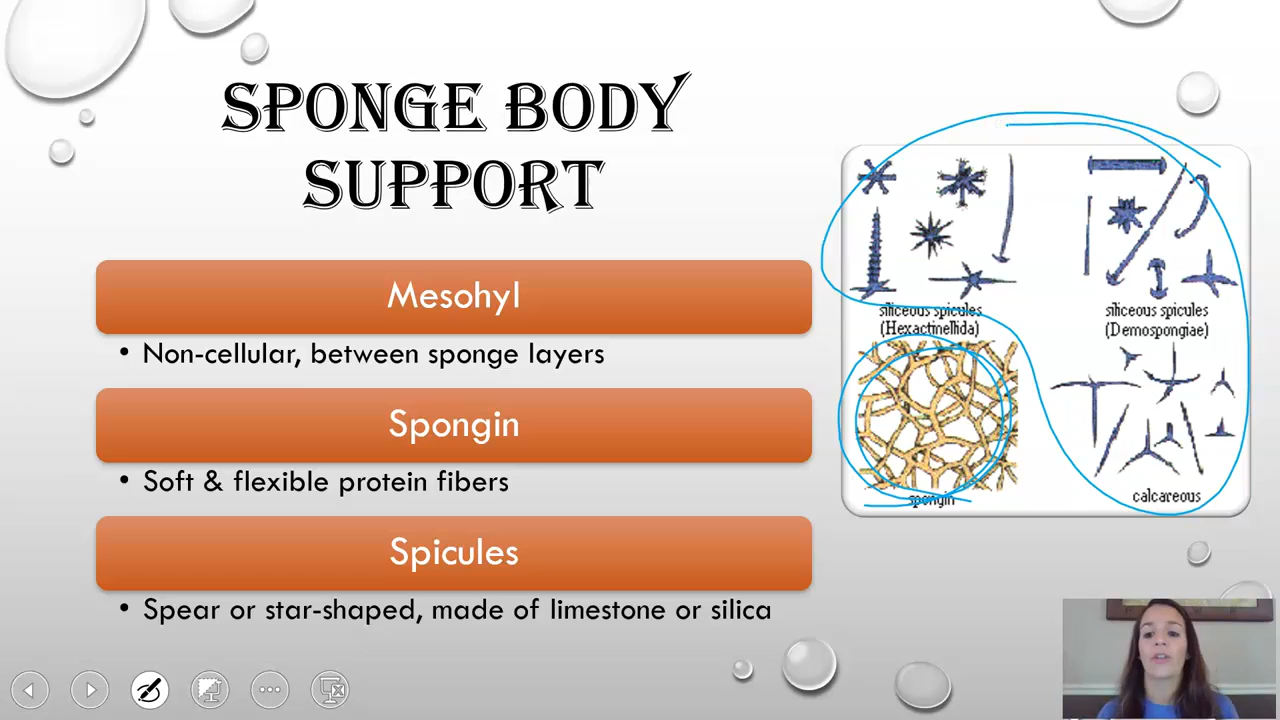 SPONGE BODY
SUPPORT
Mesohyl
• Non-cellular, between sponge layers
Spongin
• Soft & flexible protein fibers
Spicules
• Spear or star-shaped, made of limestone or silica
siliceous spicules
(Hexactinellida)
siliceous spicules
(Demospongiae)
spongin
calcareous